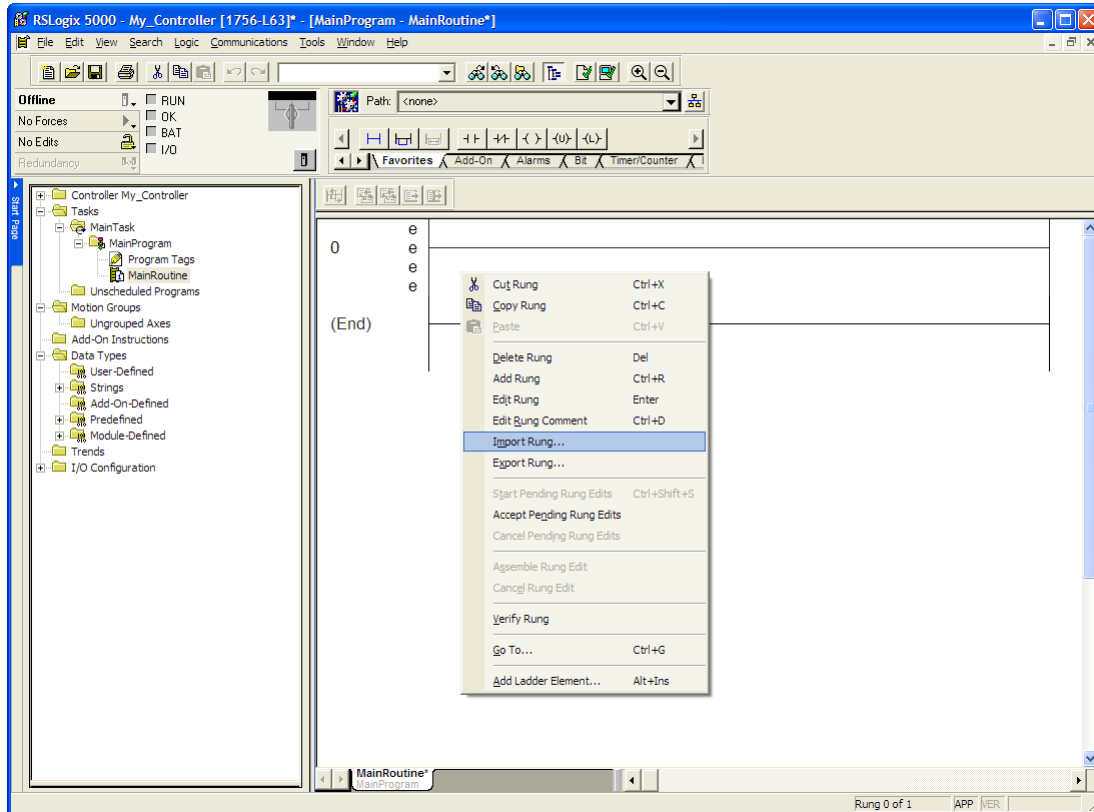 RSLogix 5000 - My_Controller [1756-L63]* - [MainProgram - MainRoutine*]
File Edit View Search Logic Communications Tools Window Help
Offline
RUN
No Forces
OK
No Edits
BAT
Redundancy
I/O
Path: <none>
Favorites Add-On Alarms Bit Timer/Counter
Start Page
Controller My_Controller
Tasks
MainTask
MainProgram
Program Tags
MainRoutine
Unscheduled Programs
Motion Groups
Ungrouped Axes
Add-On Instructions
Data Types
User-Defined
Strings
Add-On-Defined
Predefined
Module-Defined
Trends
I/O Configuration
e
0 e
e
e
(End)
Cut Rung Ctrl+X
Copy Rung Ctrl+C
Paste Ctrl+V
Delete Rung Del
Add Rung Ctrl+R
Edit Rung Enter
Edit Rung Comment Ctrl+D
Import Rung...
Export Rung...
Start Pending Rung Edits Ctrl+Shift+S
Accept Pending Rung Edits
Cancel Pending Rung Edits
Assemble Rung Edit
Cancel Rung Edit
Verify Rung
Go To... Ctrl+G
Add Ladder Element... Alt+Ins
MainRoutine*
MainProgram
Rung 0 of 1 APP VER